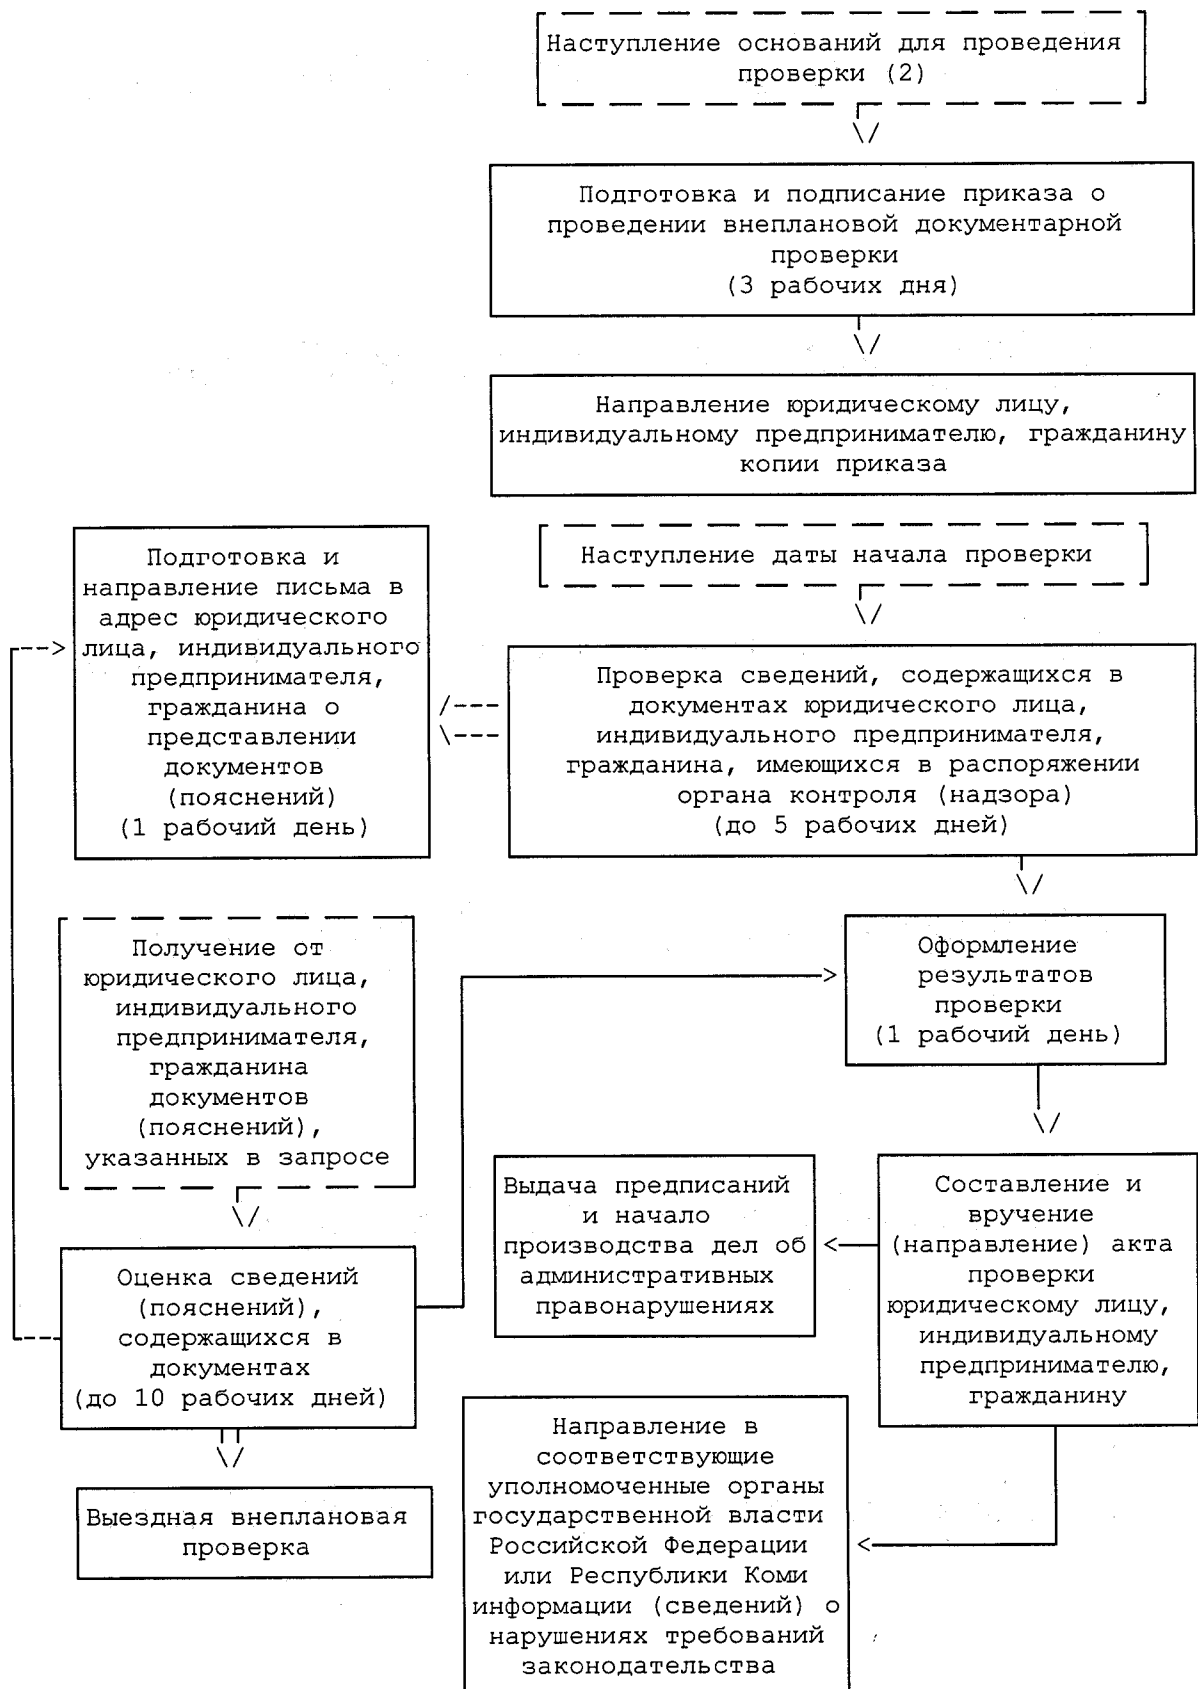 Наступление оснований для проведения
проверки (2)
Подготовка и подписание приказа о
проведении внеплановой документарной
проверки
(3 рабочих дня)
Направление юридическому лицу,
индивидуальному предпринимателю, гражданину
копии приказа
Наступление даты начала проверки
Подготовка и
направление письма в
адрес юридического
лица, индивидуального
предпринимателя,
гражданина о
представлении
документов
(пояснений)
(1 рабочий день)
Проверка сведений, содержащихся в
документах юридического лица,
индивидуального предпринимателя,
гражданина, имеющихся в распоряжении
органа контроля (надзора)
(до 5 рабочих дней)
Получение от
юридического лица,
индивидуального
предпринимателя,
гражданина
документов
(пояснений),
указанных в запросе
Оформление
результатов
проверки
(1 рабочий день)
Выдача предписаний
и начало
производства дел об
административных
правонарушениях
Составление и
вручение
(направление) акта
проверки
юридическому лицу,
индивидуальному
предпринимателю,
гражданину
Оценка сведений
(пояснений),
содержащихся в
документах
(до 10 рабочих дней)
Выездная внеплановая
проверка
Направление в
соответствующие
уполномоченные органы
государственной власти
Российской Федерации
или Республики Коми
информации (сведений) о
нарушениях требований
законодательства